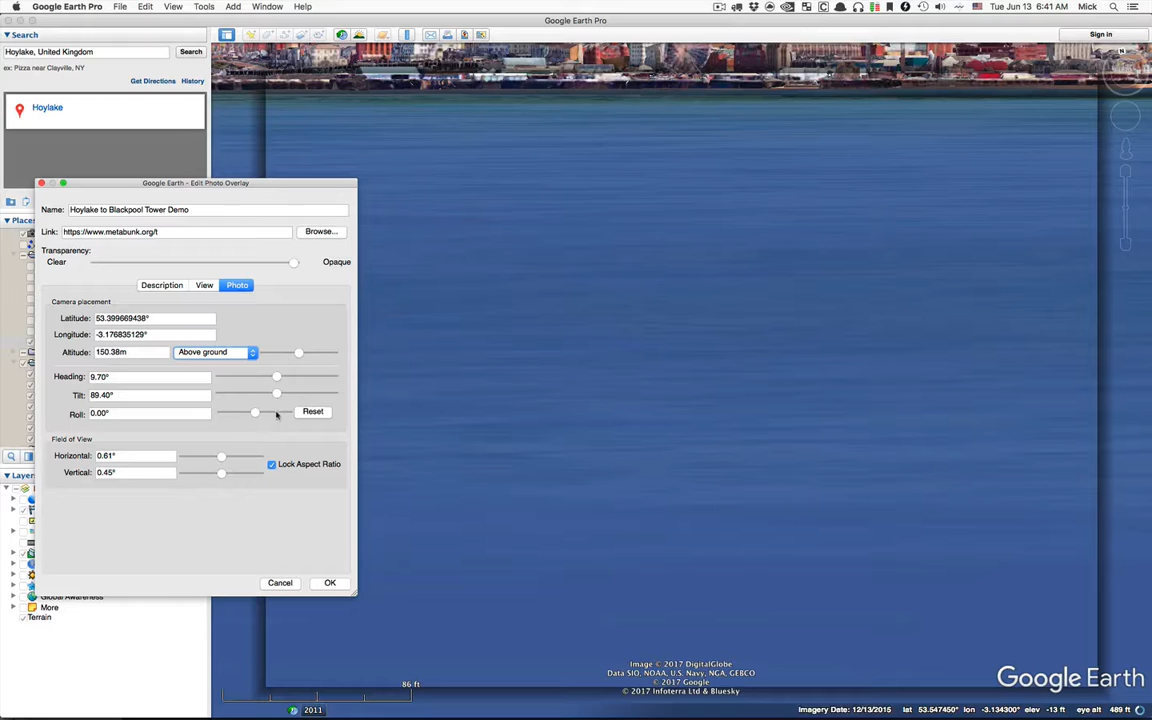 Google Earth Pro File Edit View Tools Add Window Help
Tue Jun 13 6:41 AM Mick
Google Earth Pro
Search
Sign in
Hoylake, United Kingdom
Search
ex: Pizza near Clayville, NY
Get Directions History
N
Hoylake
Google Earth - Edit Photo Overlay
Name: Hoylake to Blackpool Tower Demo
Link: https://www.metabunk.org/t Browse...
Transparency:
Clear Opaque
Description View Photo
Camera placement
Latitude: 53.399669438°
Longitude: -3.176835129°
Altitude: 150.38m Above ground
Heading: 9.70°
Tilt: 89.40°
Roll: 0.00° Reset
Field of View
Horizontal: 0.61°
Lock Aspect Ratio
Vertical: 0.45°
Cancel OK
Global Awareness
More
Terrain
Image © 2017 DigitalGlobe
Data SIO, NOAA, U.S. Navy, NGA, GEBCO
© 2017 Google
© 2017 Infoterra Ltd & Bluesky
Google Earth
86 ft
2011
Imagery Date: 12/13/2015 lat 53.547450° lon -3.134300° elev -13 ft eye alt 489 ft